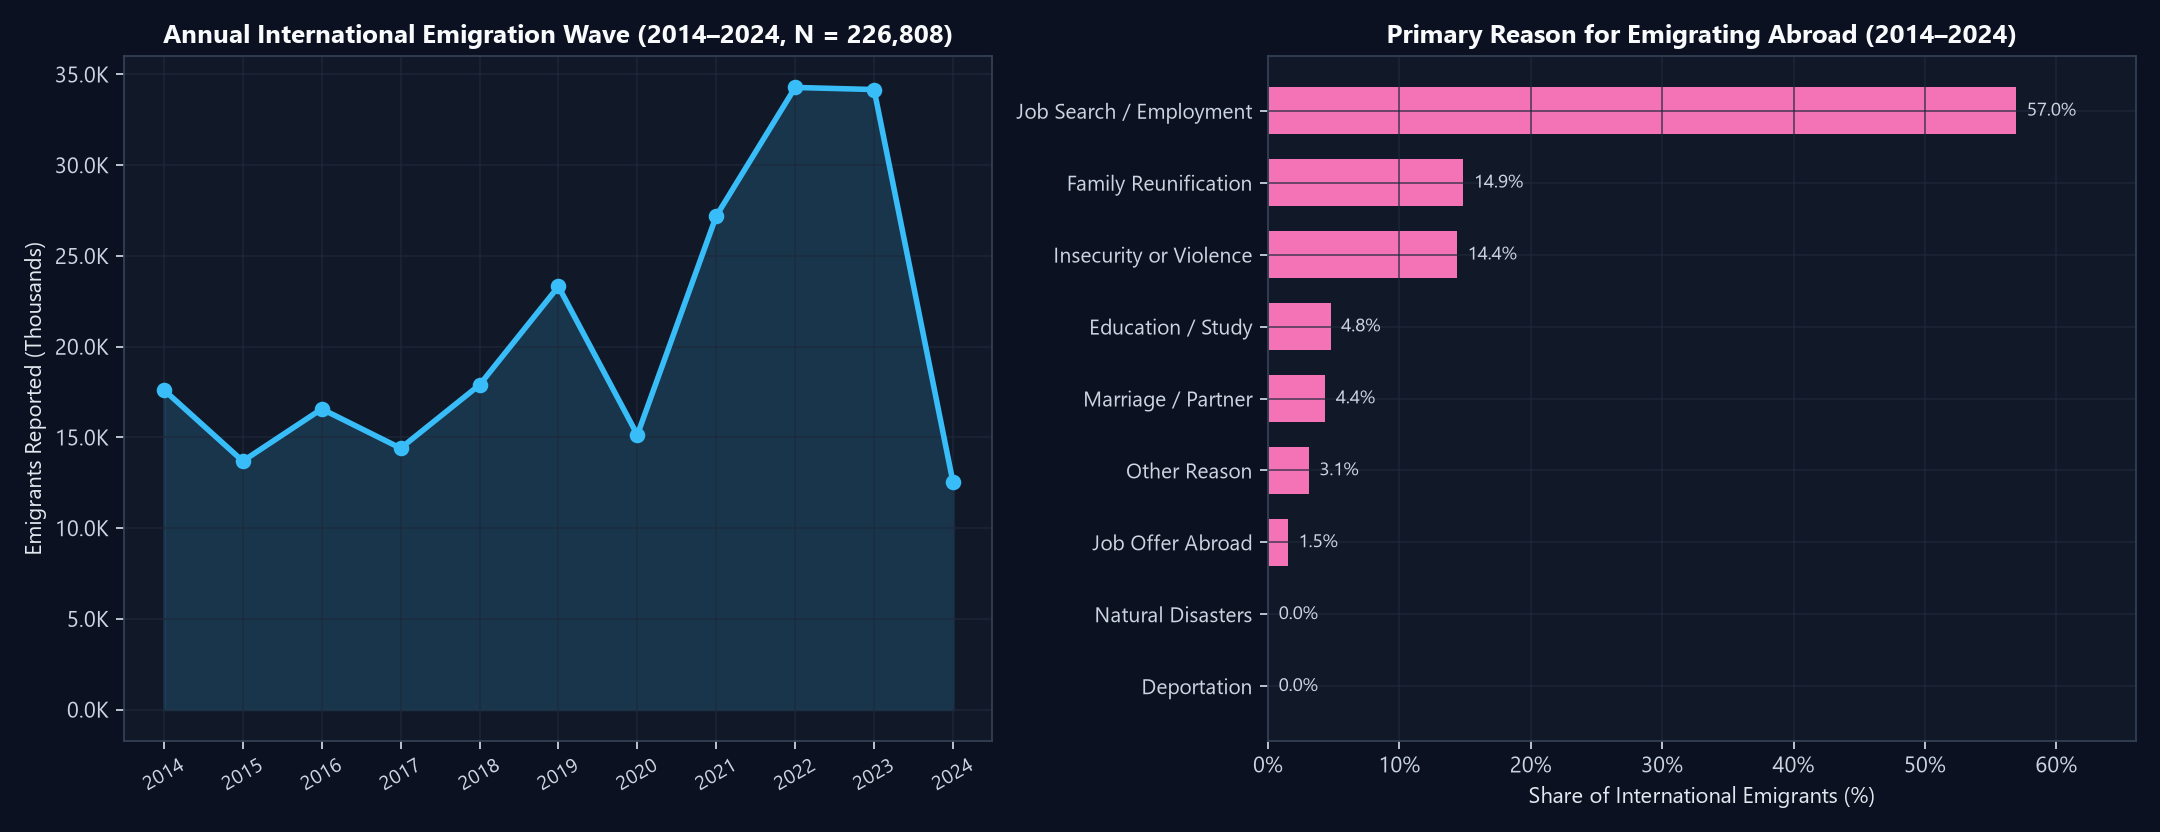 Annual International Emigration Wave (2014–2024, N = 226,808)
Emigrants Reported (Thousands)
35.0K
30.0K
25.0K
20.0K
15.0K
10.0K
5.0K
0.0K
2014
2015
2016
2017
2018
2019
2020
2021
2022
2023
2024
Primary Reason for Emigrating Abroad (2014–2024)
Job Search / Employment
57.0%
Family Reunification
14.9%
Insecurity or Violence
14.4%
Education / Study
4.8%
Marriage / Partner
4.4%
Other Reason
3.1%
Job Offer Abroad
1.5%
Natural Disasters
0.0%
Deportation
0.0%
0%
10%
20%
30%
40%
50%
60%
Share of International Emigrants (%)